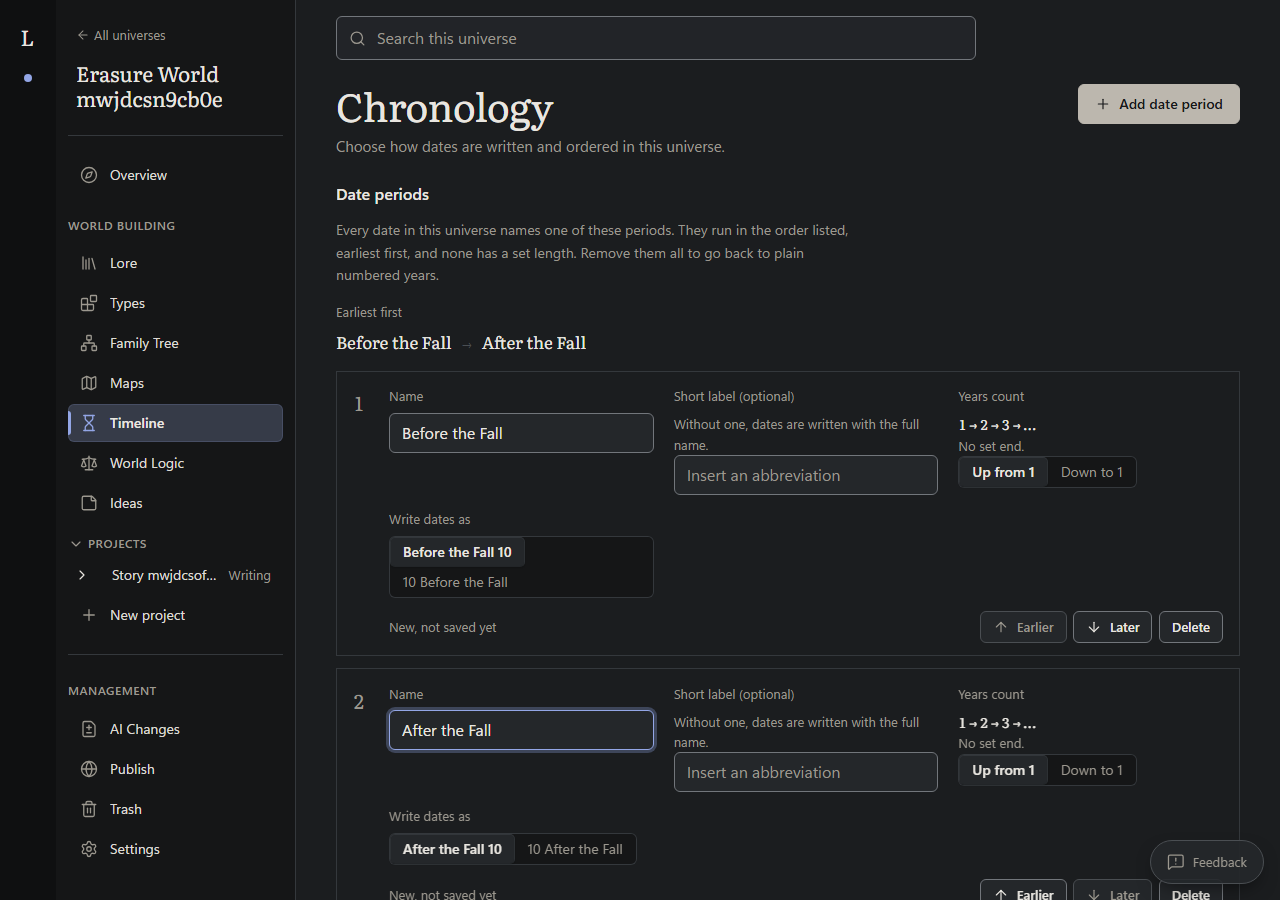 L
All universes
Erasure World
mwjdcsn9cb0e
Overview
WORLD BUILDING
Lore
Types
Family Tree
Maps
Timeline
World Logic
Ideas
PROJECTS
Story mwjdcsof... Writing
New project
MANAGEMENT
AI Changes
Publish
Trash
Settings
Search this universe
Chronology
Add date period
Choose how dates are written and ordered in this universe.
Date periods
Every date in this universe names one of these periods. They run in the order listed,
earliest first, and none has a set length. Remove them all to go back to plain
numbered years.
Earliest first
Before the Fall → After the Fall
1
Name
Before the Fall
Short label (optional)
Without one, dates are written with the full
name.
Insert an abbreviation
Years count
1 → 2 → 3 → ...
No set end.
Up from 1 Down to 1
Write dates as
Before the Fall 10
10 Before the Fall
New, not saved yet
Earlier Later Delete
2
Name
After the Fall
Short label (optional)
Without one, dates are written with the full
name.
Insert an abbreviation
Years count
1 → 2 → 3 → ...
No set end.
Up from 1 Down to 1
Write dates as
After the Fall 10 10 After the Fall
New, not saved yet
Earlier Later Delete
Feedback